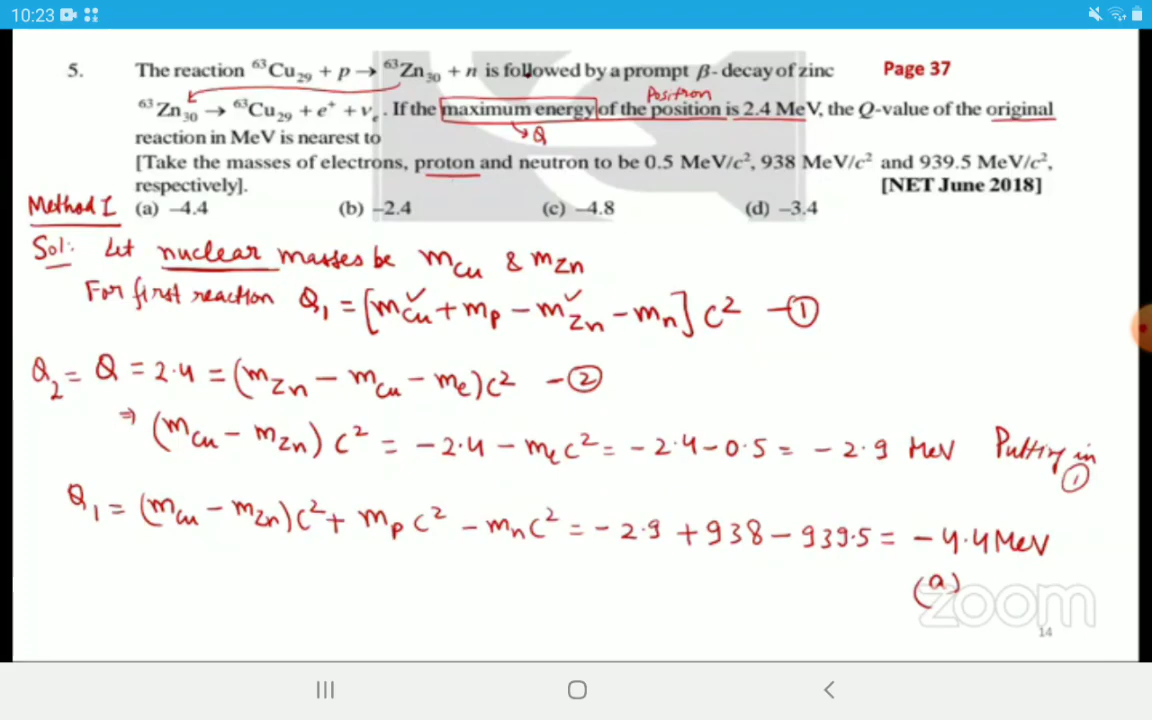 10:23
5. The reaction ⁶³Cu₂₉ + p → ⁶³Zn₃₀ + n is followed by a prompt β- decay of zinc Page 37
Positron
⁶³Zn₃₀ → ⁶³Cu₂₉ + e⁺ + νₑ. If the maximum energy of the position is 2.4 MeV, the Q-value of the original
↳ Q
reaction in MeV is nearest to
[Take the masses of electrons, proton and neutron to be 0.5 MeV/c², 938 MeV/c² and 939.5 MeV/c²,
respectively]. [NET June 2018]
Method I (a) –4.4 (b) –2.4 (c) –4.8 (d) –3.4
Sol: Let nuclear masses be m_Cu & m_Zn
For first reaction Q₁ = [m_Cu + m_p − m_Zn − m_n] c² — ①
Q₂ = Q = 2.4 = (m_Zn − m_Cu − m_e)c² — ②
⇒ (m_Cu − m_Zn) c² = −2.4 − m_e c² = −2.4 − 0.5 = −2.9 MeV Putting in ①
Q₁ = (m_Cu − m_Zn)c² + m_p c² − m_n c² = −2.9 + 938 − 939.5 = −4.4 MeV
(a)
zoom
14